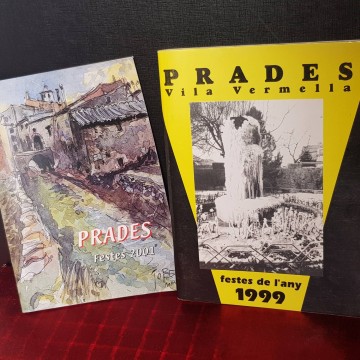 PRADES
Festes 2001
PRADES
Vila Vermella
festes de l'any
1999